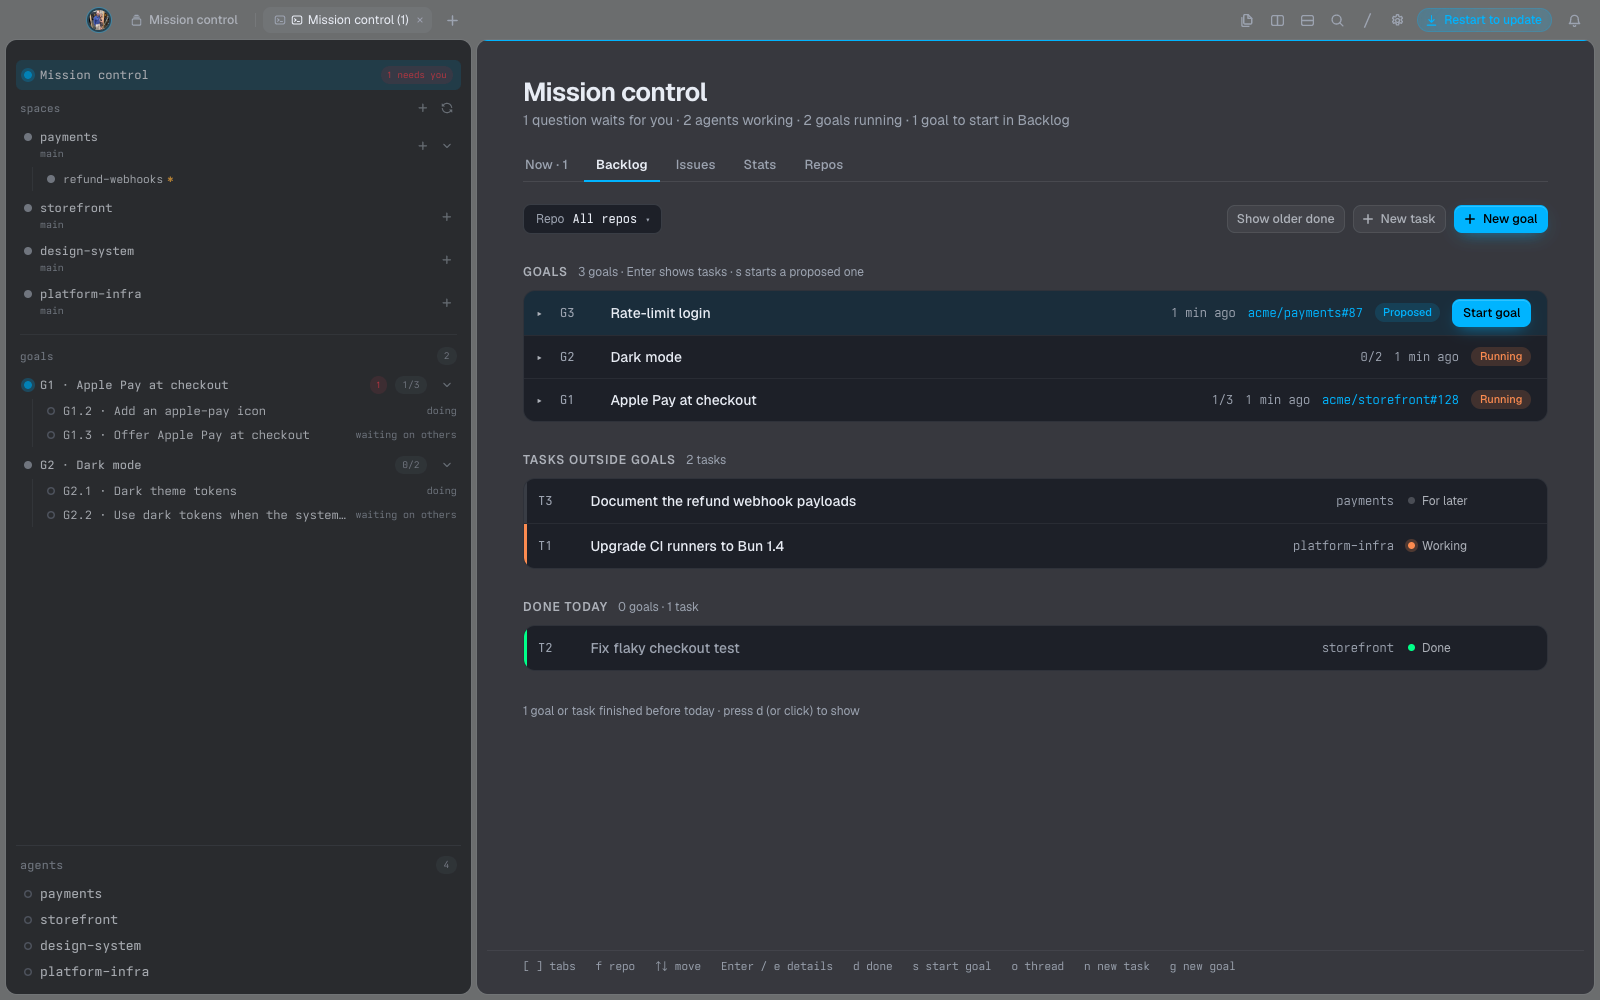 Mission control
Mission control (1)
Restart to update
Mission control
1 needs you
spaces
payments
main
refund-webhooks *
storefront
main
design-system
main
platform-infra
main
goals
2
G1 · Apple Pay at checkout
1
1/3
G1.2 · Add an apple-pay icon
doing
G1.3 · Offer Apple Pay at checkout
waiting on others
G2 · Dark mode
0/2
G2.1 · Dark theme tokens
doing
G2.2 · Use dark tokens when the system…
waiting on others
agents
4
payments
storefront
design-system
platform-infra
Mission control
1 question waits for you · 2 agents working · 2 goals running · 1 goal to start in Backlog
Now · 1 Backlog Issues Stats Repos
Repo All repos
Show older done
+ New task
+ New goal
GOALS 3 goals · Enter shows tasks · s starts a proposed one
G3 Rate-limit login 1 min ago acme/payments#87 Proposed Start goal
G2 Dark mode 0/2 1 min ago Running
G1 Apple Pay at checkout 1/3 1 min ago acme/storefront#128 Running
TASKS OUTSIDE GOALS 2 tasks
T3 Document the refund webhook payloads payments For later
T1 Upgrade CI runners to Bun 1.4 platform-infra Working
DONE TODAY 0 goals · 1 task
T2 Fix flaky checkout test storefront Done
1 goal or task finished before today · press d (or click) to show
[ ] tabs f repo ↑↓ move Enter / e details d done s start goal o thread n new task g new goal